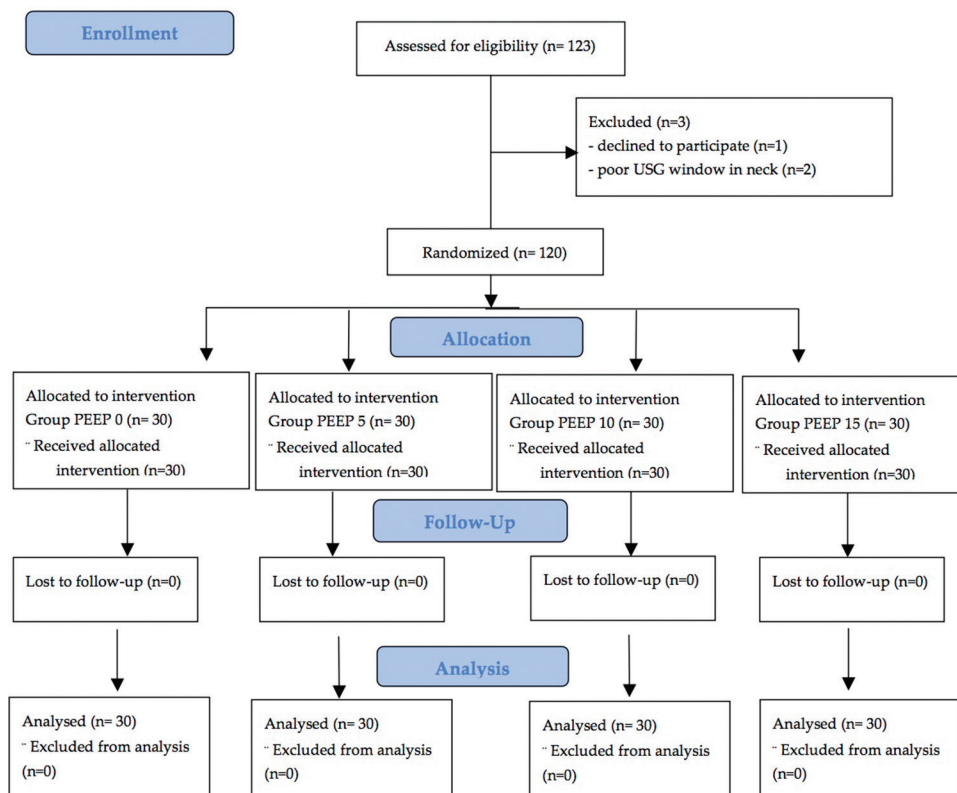 Enrollment
Assessed for eligibility (n= 123)
Excluded (n=3)
- declined to participate (n=1)
- poor USG window in neck (n=2)
Randomized (n= 120)
Allocation
Allocated to intervention
Group PEEP 0 (n= 30)
¨ Received allocated
intervention (n=30)
Allocated to intervention
Group PEEP 5 (n= 30)
¨ Received allocated
intervention (n=30)
Allocated to intervention
Group PEEP 10 (n= 30)
¨ Received allocated
intervention (n=30)
Allocated to intervention
Group PEEP 15 (n= 30)
¨ Received allocated
intervention (n=30)
Follow-Up
Lost to follow-up (n=0)
Lost to follow-up (n=0)
Lost to follow-up (n=0)
Lost to follow-up (n=0)
Analysis
Analysed (n= 30)
¨ Excluded from analysis
(n=0)
Analysed (n= 30)
¨ Excluded from analysis
(n=0)
Analysed (n= 30)
¨ Excluded from analysis
(n=0)
Analysed (n= 30)
¨ Excluded from analysis
(n=0)